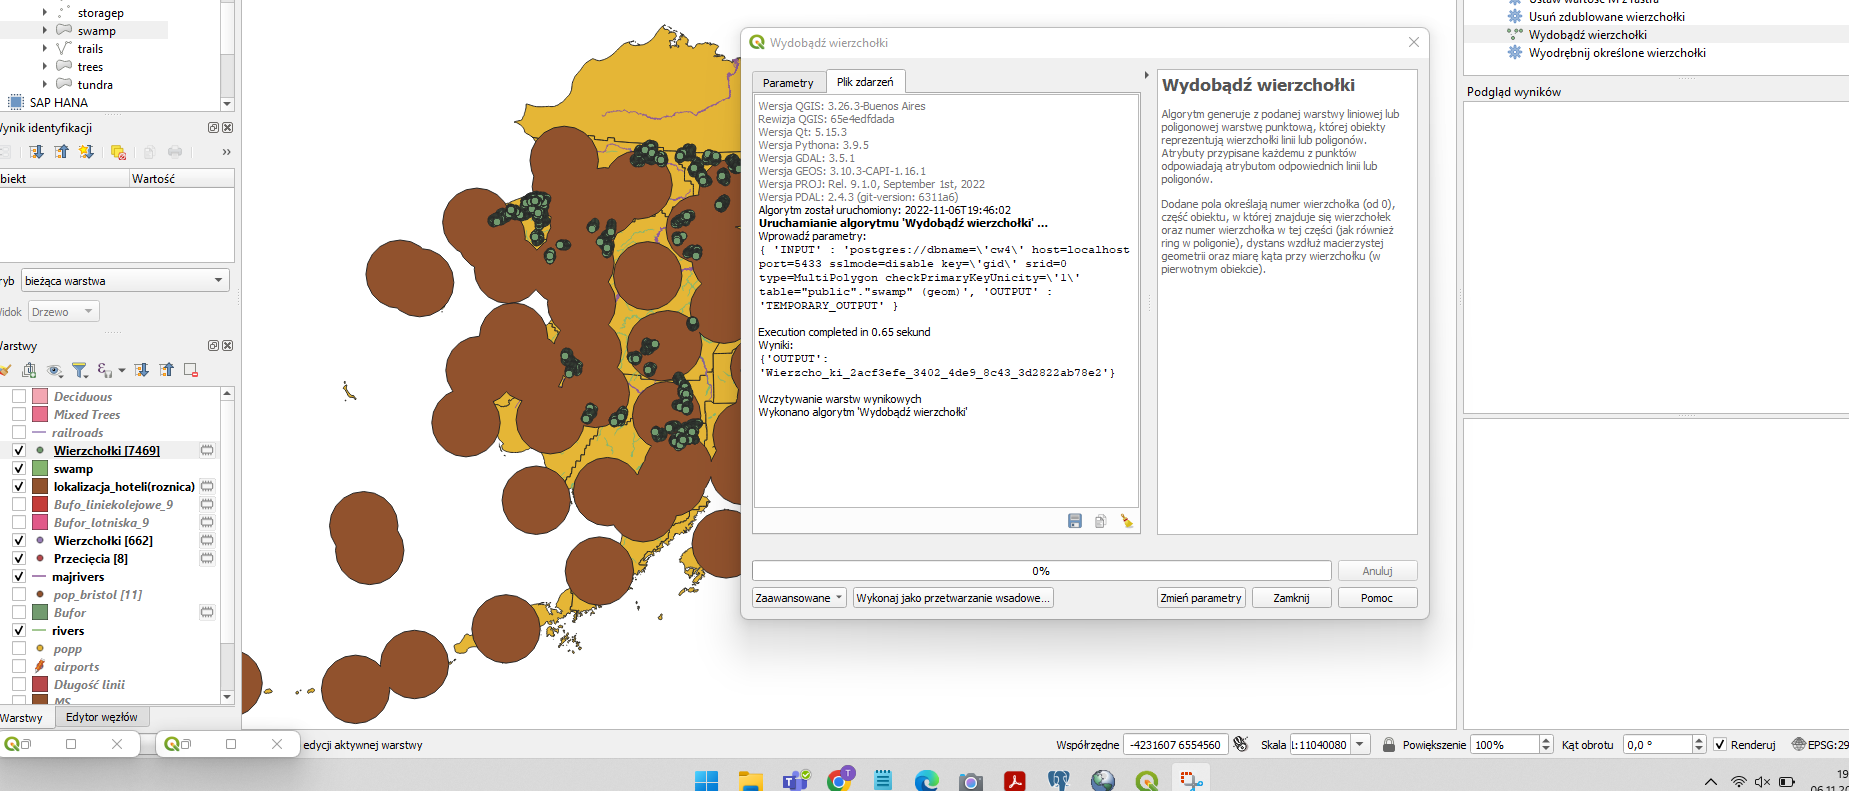 storagep
swamp
trails
trees
tundra
SAP HANA
Wynik identyfikacji
Wartość
bieżąca warstwa
Drzewo
Warstwy
Deciduous
Mixed Trees
railroads
Wierzchołki [7469]
swamp
lokalizacja_hoteli(roznica)
Bufo_liniekolejowe_9
Bufor_lotniska_9
Wierzchołki [662]
Przecięcia [8]
majrivers
pop_bristol [11]
Bufor
rivers
popp
airports
Długość linii
MS
Warstwy
Edytor węzłów
edycji aktywnej warstwy
Wydobądź wierzchołki
Parametry
Plik zdarzeń
Wersja QGIS: 3.26.3-Buenos Aires
Rewizja QGIS: 65e4edfdada
Wersja Qt: 5.15.3
Wersja Pythona: 3.9.5
Wersja GDAL: 3.5.1
Wersja GEOS: 3.10.3-CAPI-1.16.1
Wersja PROJ: Rel. 9.1.0, September 1st, 2022
Wersja PDAL: 2.4.3 (git-version: 6311a6)
Algorytm został uruchomiony: 2022-11-06T19:46:02
Uruchamianie algorytmu 'Wydobądź wierzchołki' ...
Wprowadź parametry:
{ 'INPUT' : 'postgres://dbname=\'cw4\' host=localhost
port=5433 sslmode=disable key=\'gid\' srid=0
type=MultiPolygon checkPrimaryKeyUnicity=\'1\'
table="public"."swamp" (geom)', 'OUTPUT' :
'TEMPORARY_OUTPUT' }
Execution completed in 0.65 sekund
Wyniki:
{'OUTPUT':
'Wierzcho_ki_2acf3efe_3402_4de9_8c43_3d2822ab78e2'}
Wczytywanie warstw wynikowych
Wykonano algorytm 'Wydobądź wierzchołki'
Wydobądź wierzchołki
Algorytm generuje z podanej warstwy liniowej lub
poligonowej warstwę punktową, której obiekty
reprezentują wierzchołki linii lub poligonów.
Atrybuty przypisane każdemu z punktów
odpowiadają atrybutom odpowiednich linii lub
poligonów.
Dodane pola określają numer wierzchołka (od 0),
część obiektu, w której znajduje się wierzchołek
oraz numer wierzchołka w tej części (jak również
ring w poligonie), dystans wzdłuż macierzystej
geometrii oraz miarę kąta przy wierzchołku (w
pierwotnym obiekcie).
0%
Anuluj
Zaawansowane
Wykonaj jako przetwarzanie wsadowe...
Zmień parametry
Zamknij
Pomoc
Ustaw wartość M z rastra
Usuń zdublowane wierzchołki
Wydobądź wierzchołki
Wyodrębnij określone wierzchołki
Podgląd wyników
Współrzędne
-4231607 6554560
Skala
1:11040080
Powiększenie
100%
Kąt obrotu
0,0 °
Renderuj
EPSG:29
19